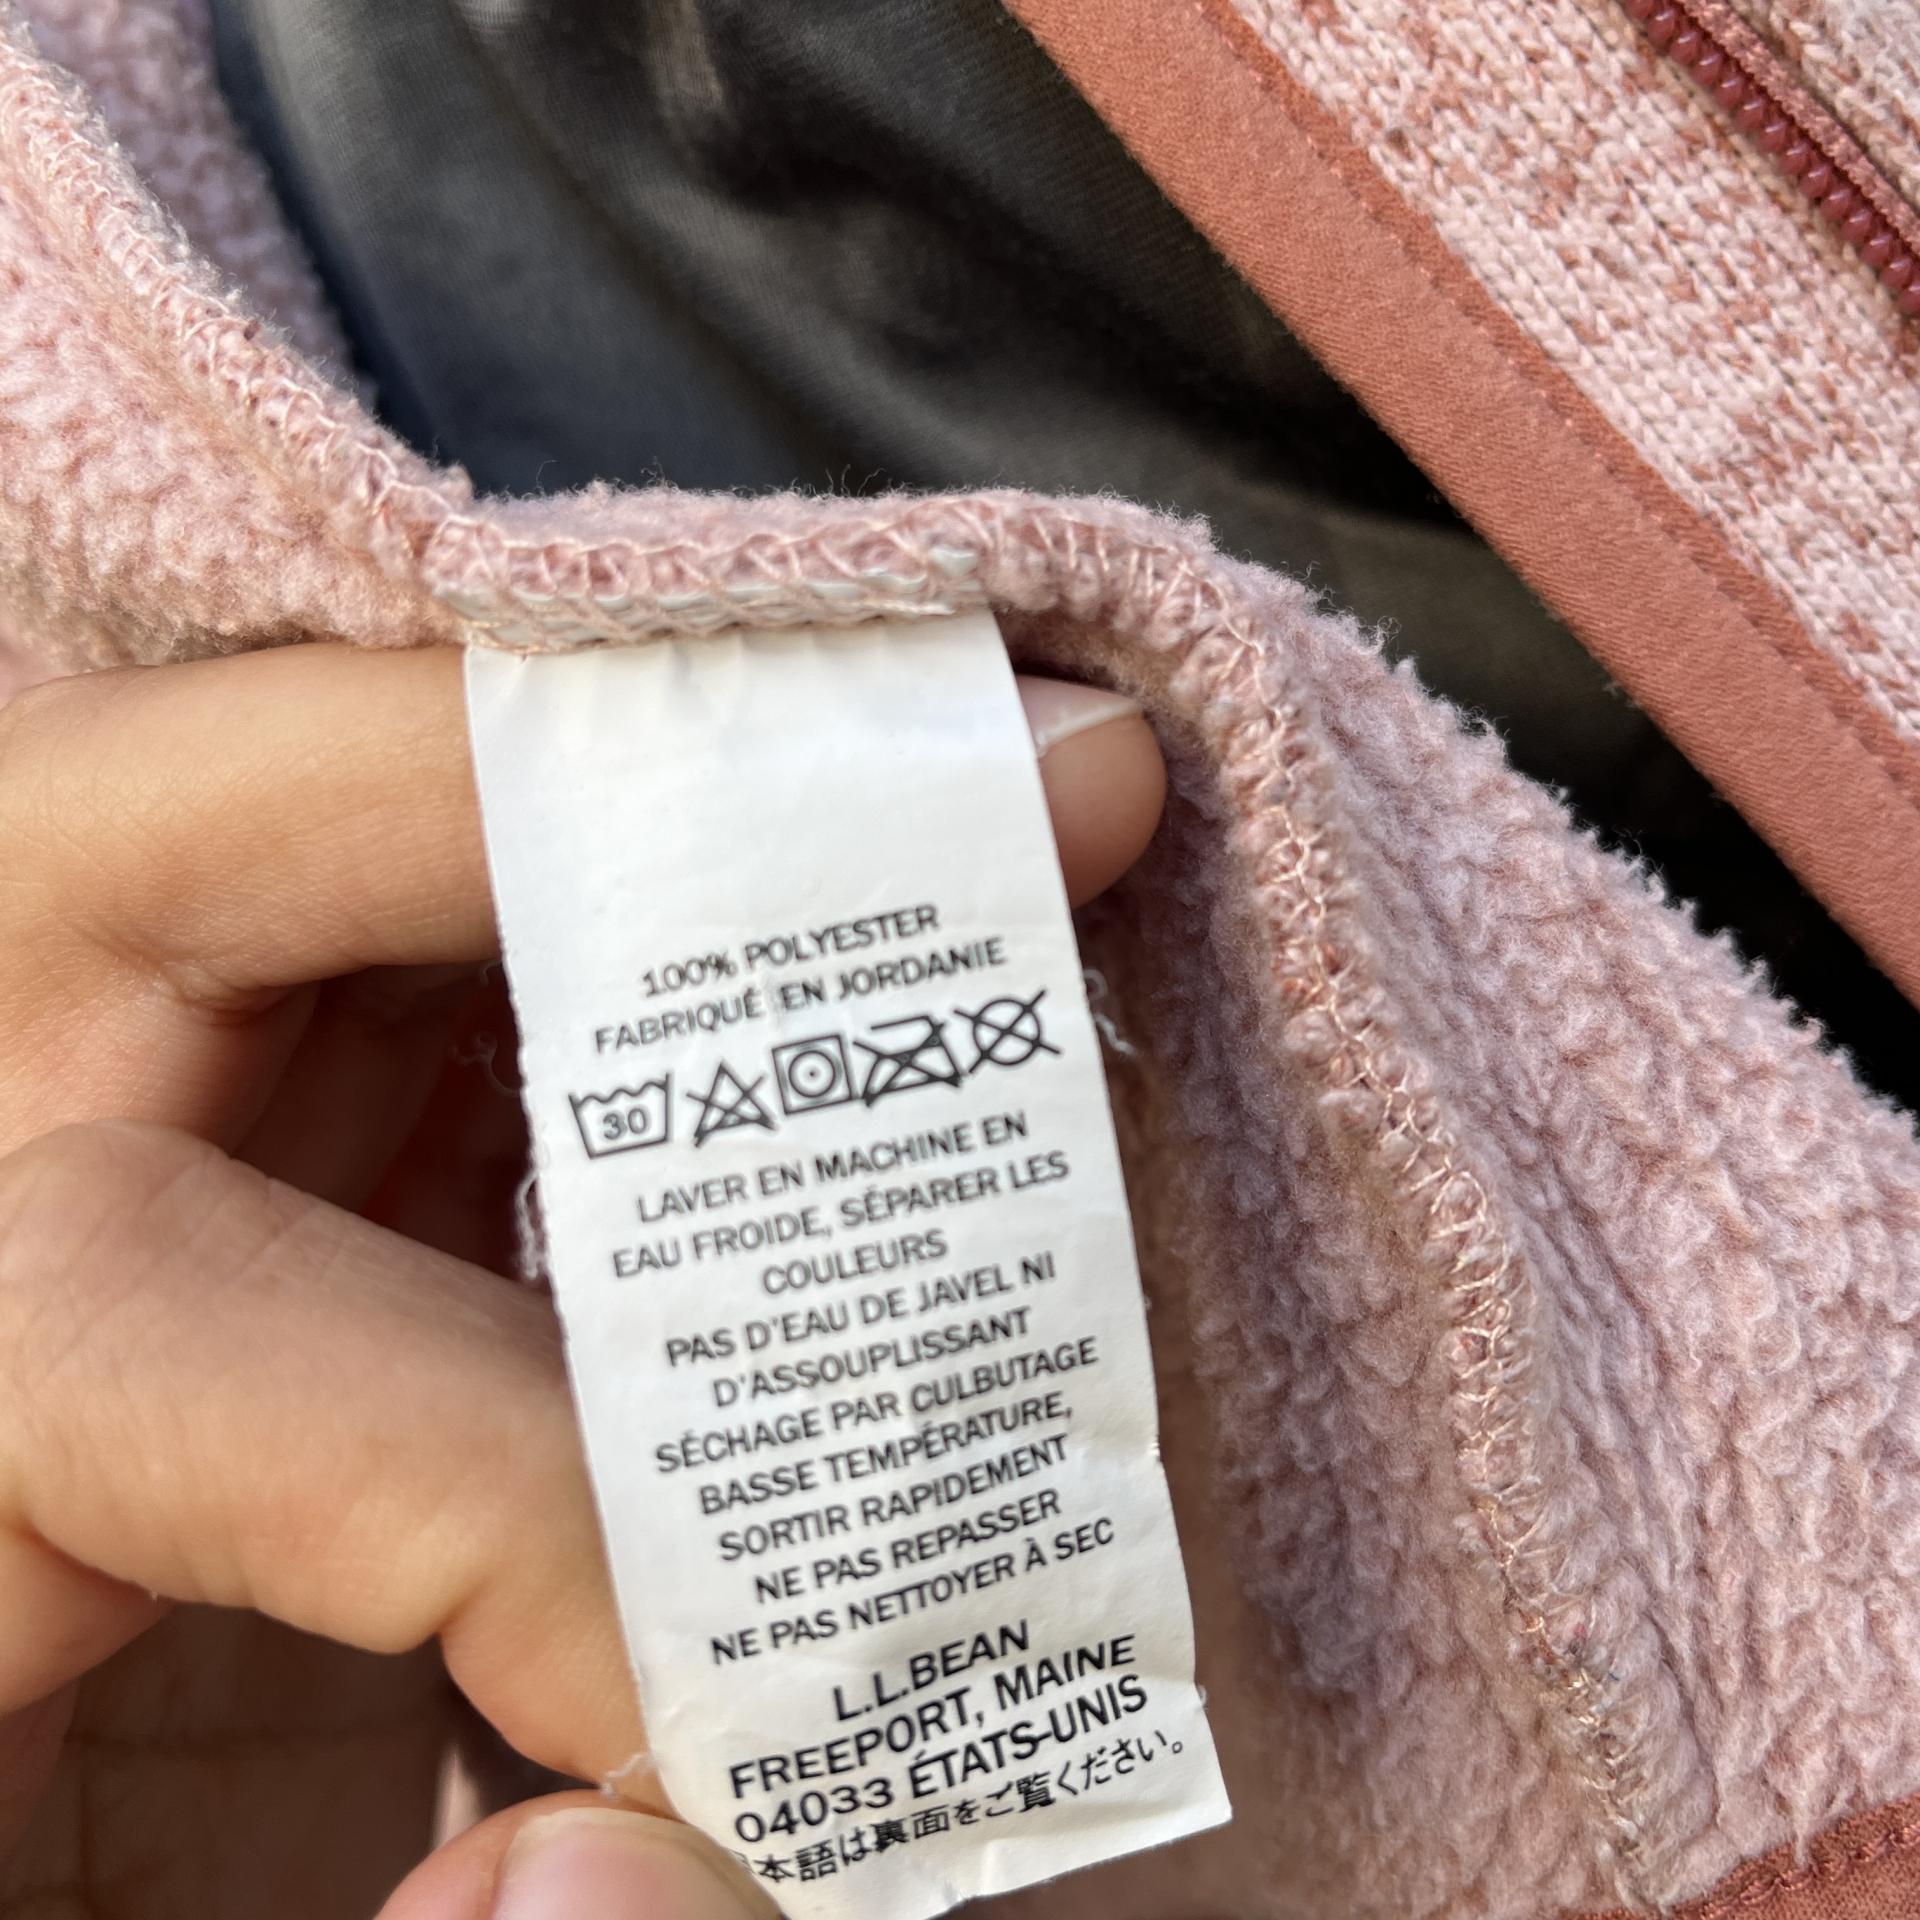 100% POLYESTER
FABRIQUÉ EN JORDANIE
30
LAVER EN MACHINE EN
EAU FROIDE, SÉPARER LES
COULEURS
PAS D'EAU DE JAVEL NI
D'ASSOUPLISSANT
SÉCHAGE PAR CULBUTAGE
BASSE TEMPÉRATURE,
SORTIR RAPIDEMENT
NE PAS REPASSER
NE PAS NETTOYER À SEC
L.L.BEAN
FREEPORT, MAINE
04033 ÉTATS-UNIS
本語は裏面をご覧ください。